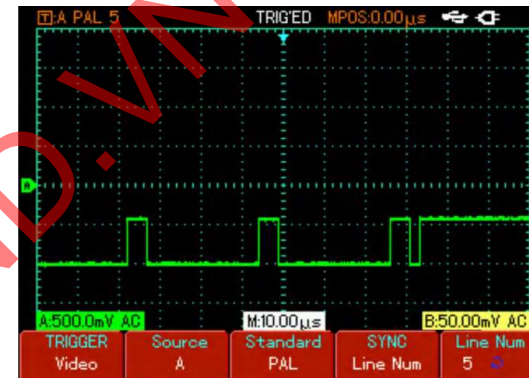 T:A PAL 5 TRIG'ED MPOS:0.00µs
A
A:500.0mV AC M:10.00µs B:50.00mV AC
TRIGGER Source Standard SYNC Line Num
Video A PAL Line Num 5
D.VN